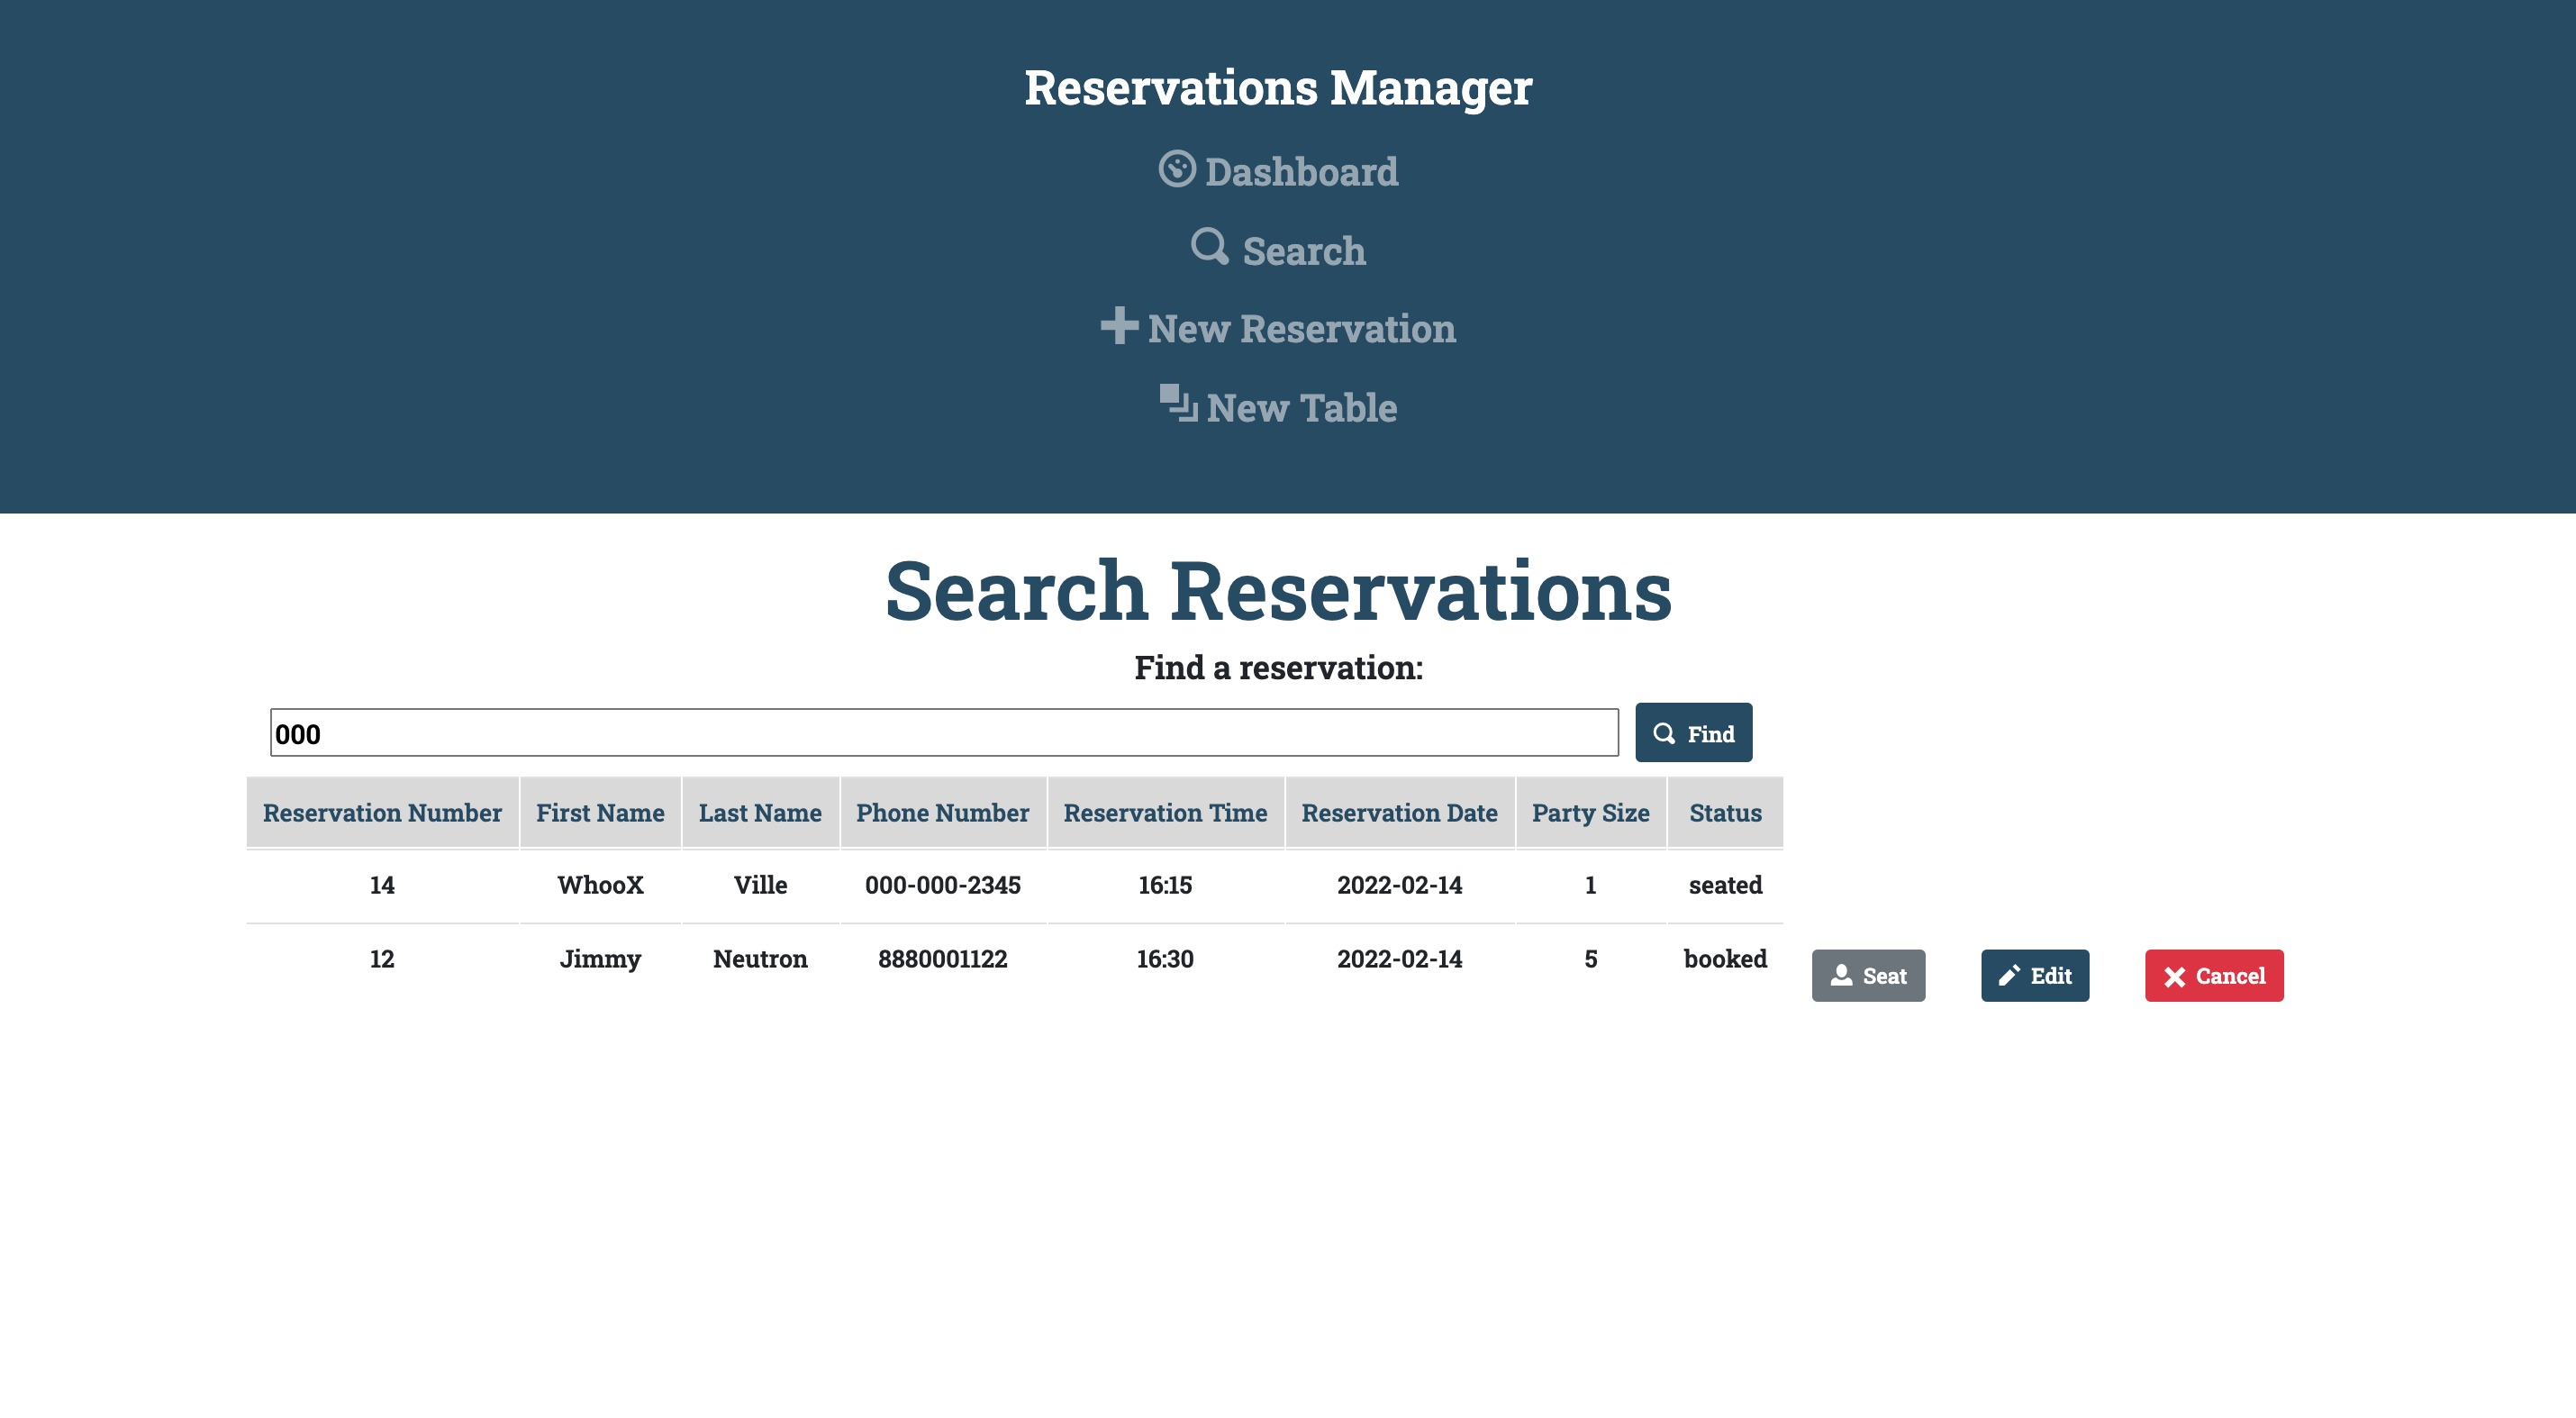 Reservations Manager
Dashboard
Search
New Reservation
New Table
Search Reservations
Find a reservation:
000 Find
Reservation Number First Name Last Name Phone Number Reservation Time Reservation Date Party Size Status
14 WhooX Ville 000-000-2345 16:15 2022-02-14 1 seated
12 Jimmy Neutron 8880001122 16:30 2022-02-14 5 booked Seat Edit Cancel